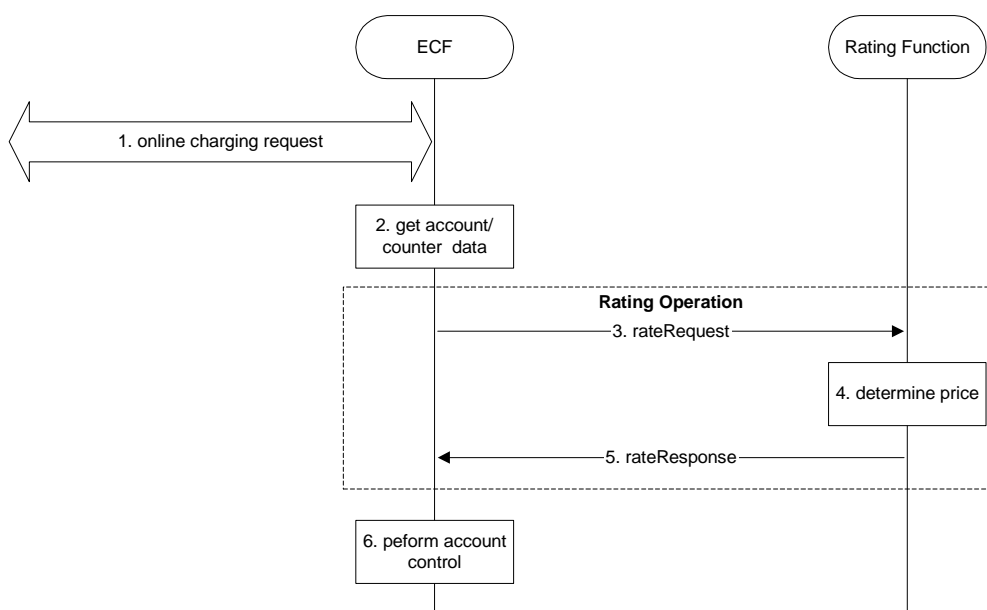 ECF
Rating Function
1. online charging request
2. get account/
counter data
Rating Operation
3. rateRequest
4. determine price
5. rateResponse
6. peform account
control